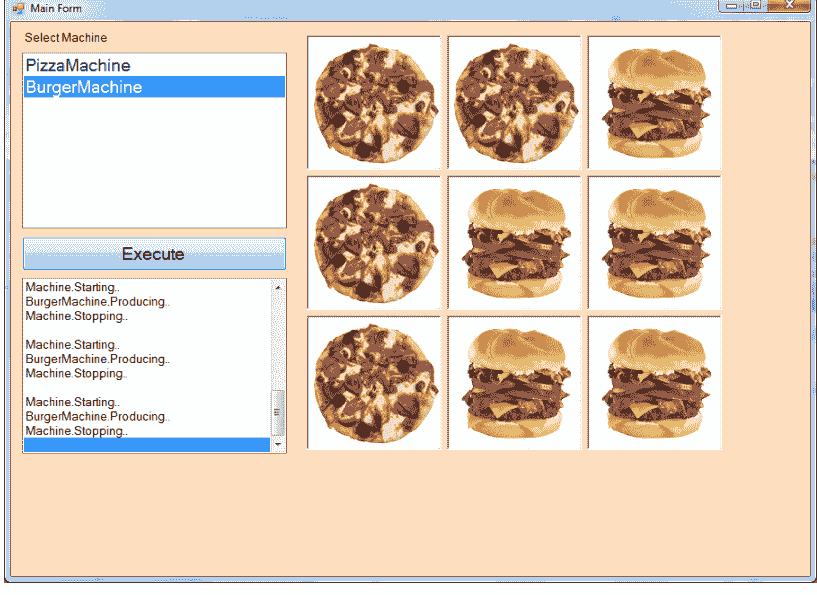 Main Form
Select Machine
PizzaMachine
BurgerMachine
Execute
Machine.Starting..
BurgerMachine.Producing..
Machine.Stopping..
Machine.Starting..
BurgerMachine.Producing..
Machine.Stopping..
Machine.Starting..
BurgerMachine.Producing..
Machine.Stopping..